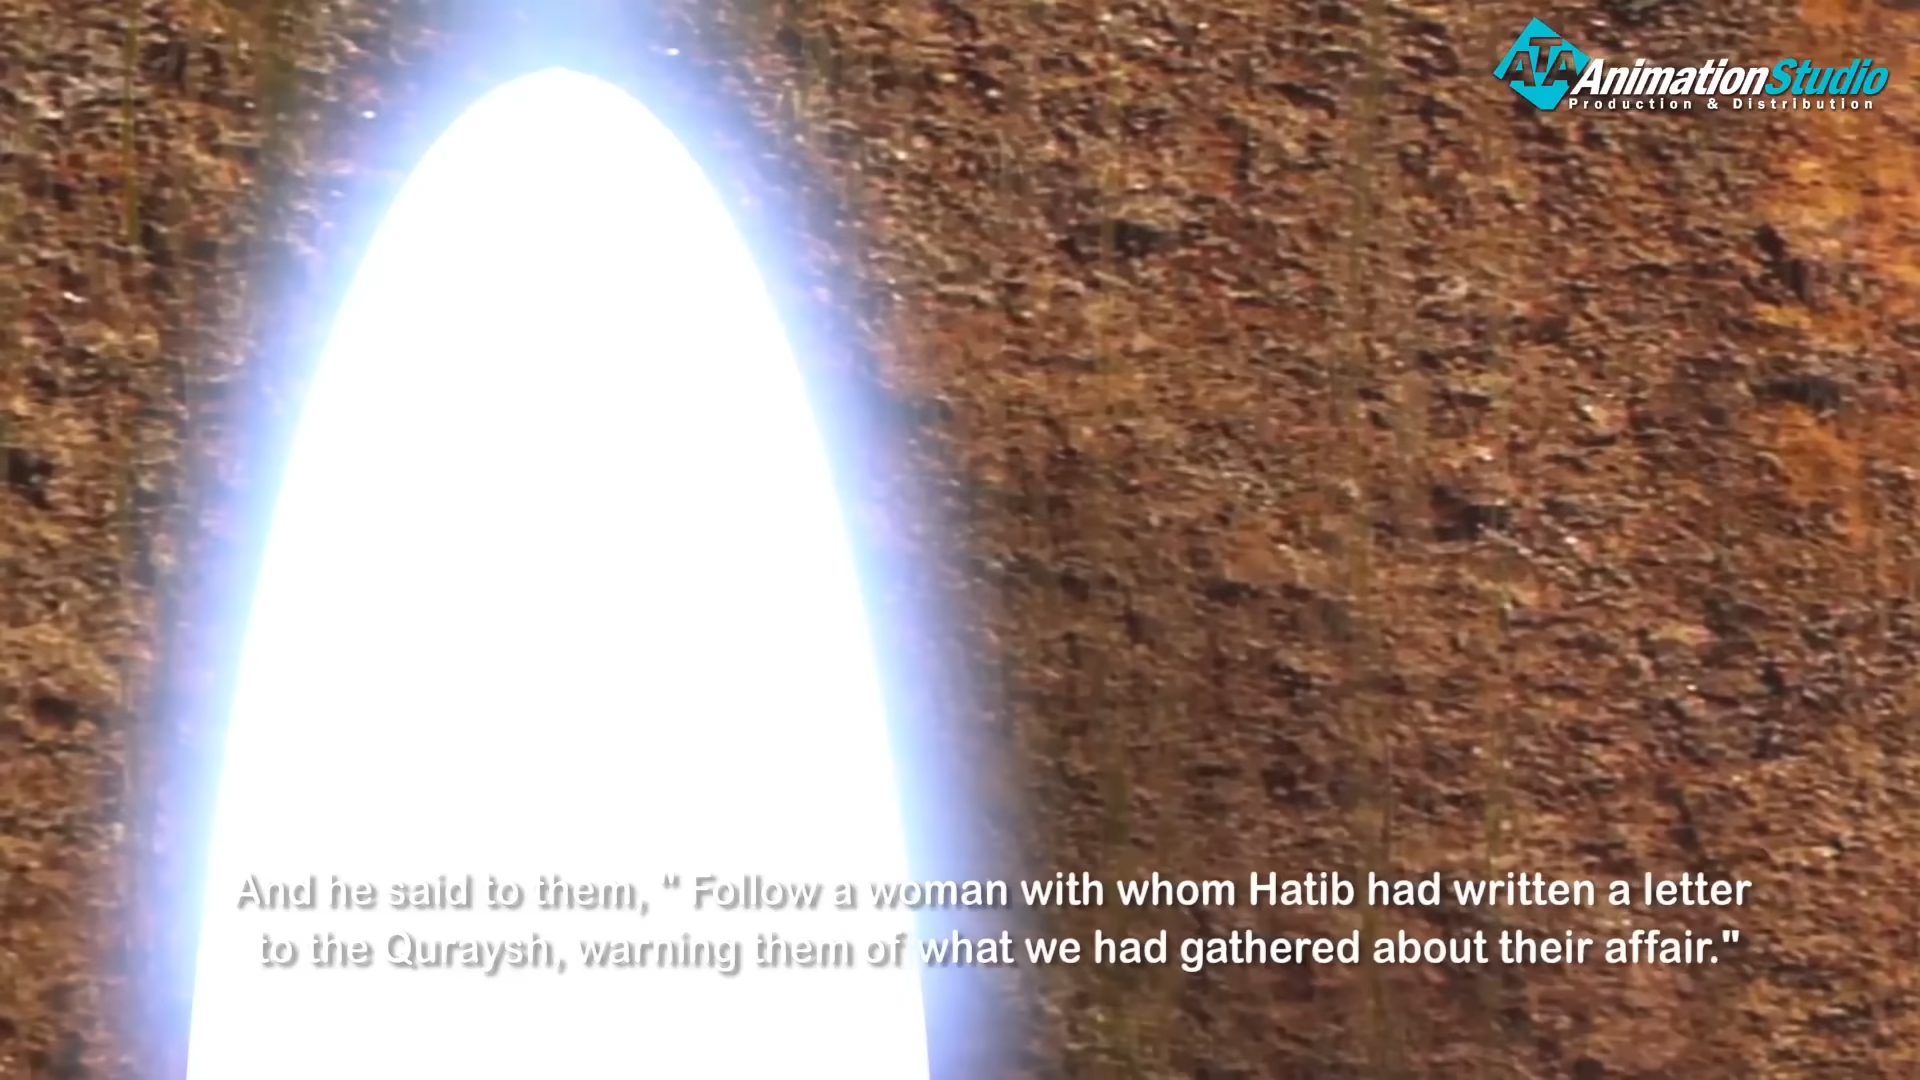 ATA AnimationStudio
Production & Distribution
And he said to them, " Follow a woman with whom Hatib had written a letter
to the Quraysh, warning them of what we had gathered about their affair."